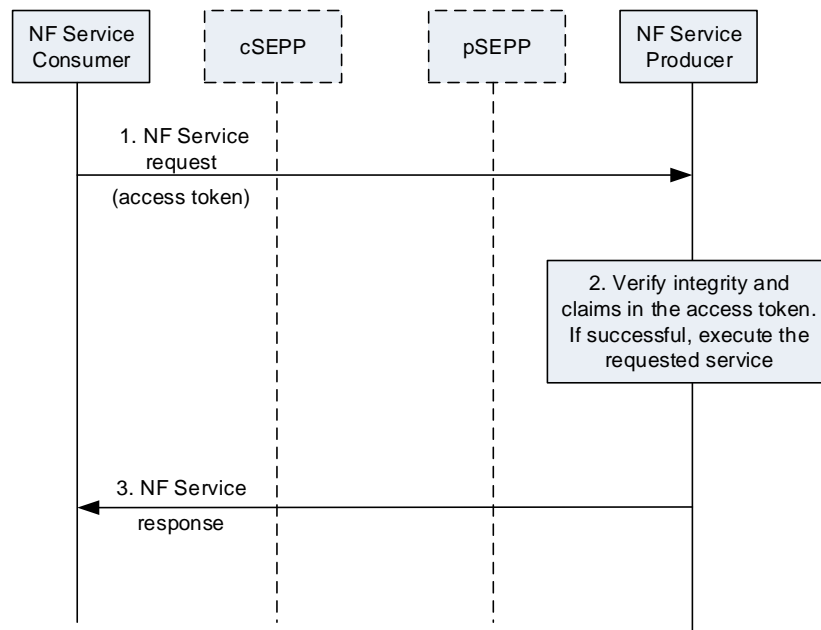 NF Service
Consumer
cSEPP
pSEPP
NF Service
Producer
1. NF Service
request
(access token)
2. Verify integrity and
claims in the access token.
If successful, execute the
requested service
3. NF Service
response